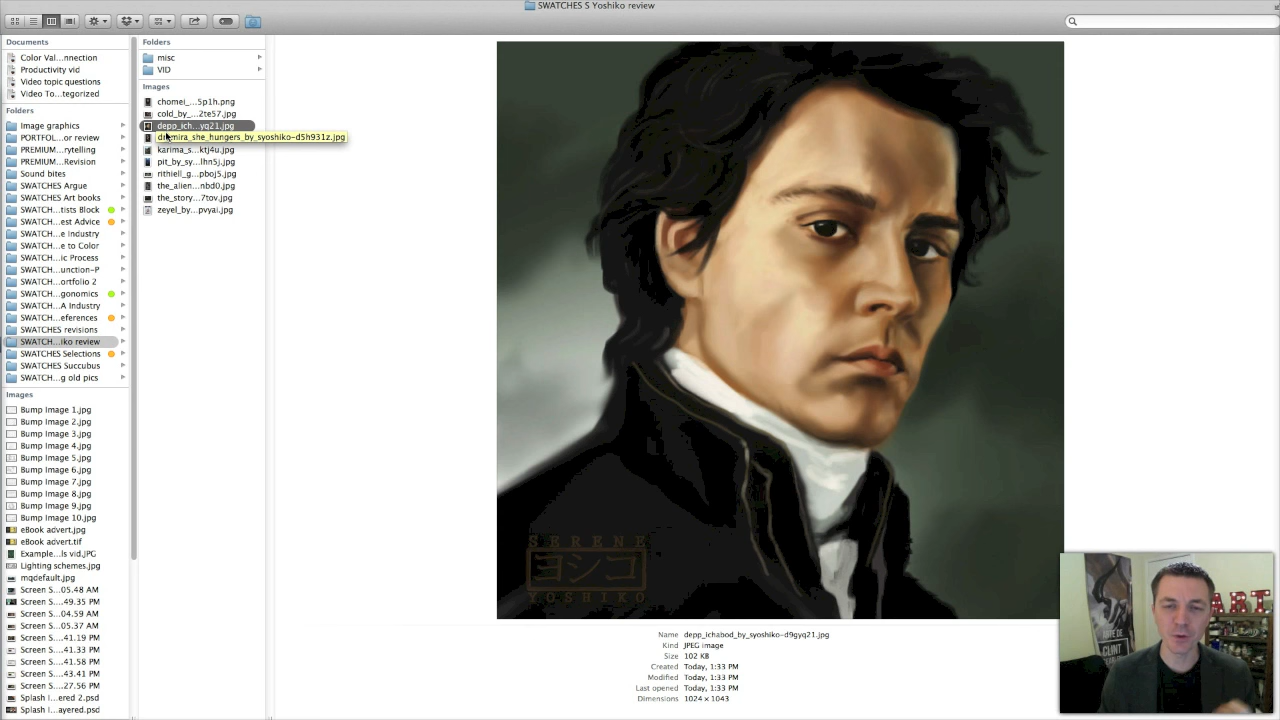 SWATCHES S Yoshiko review
Documents
Color Val...nnection
Productivity vid
Video topic questions
Video To...tegorized
Folders
Image graphics
PORTFOL...or review
PREMIUM...rytelling
PREMIUM...Revision
Sound bites
SWATCHES Argue
SWATCHES Art books
SWATCH...tists Block
SWATCH...est Advice
SWATCH...e Industry
SWATCH...e to Color
SWATCH...ic Process
SWATCH...unction-P
SWATCH...ortfolio 2
SWATCH...gonomics
SWATCH...A Industry
SWATCH...eferences
SWATCHES revisions
SWATCH...iko review
SWATCHES Selections
SWATCHES Succubus
SWATCH...g old pics
Images
Bump Image 1.jpg
Bump Image 2.jpg
Bump Image 3.jpg
Bump Image 4.jpg
Bump Image 5.jpg
Bump Image 6.jpg
Bump Image 7.jpg
Bump Image 8.jpg
Bump Image 9.jpg
Bump Image 10.jpg
eBook advert.jpg
eBook advert.tif
Example...ls vid.JPG
Lighting schemes.jpg
mqdefault.jpg
Screen S...05.48 AM
Screen S...49.35 PM
Screen S...04.59 AM
Screen S...05.37 AM
Screen S...41.19 PM
Screen S...41.33 PM
Screen S...41.58 PM
Screen S...43.41 PM
Screen S...27.56 PM
Splash I...ered 2.psd
Splash I...ayered.psd
Folders
misc
VID
Images
chomei_...5p1h.png
cold_by_...2te57.jpg
depp_ich...yq21.jpg
karima_s...ktj4u.jpg
pit_by_sy...lhn5j.jpg
rithiell_g...pboj5.jpg
the_alien...nbd0.jpg
the_story...7tov.jpg
zeyel_by...pvyai.jpg
SERENE
ヨシコ
YOSHIKO
Name depp_ichabod_by_syoshiko-d9gyq21.jpg
Kind JPEG image
Size 102 KB
Created Today, 1:33 PM
Modified Today, 1:33 PM
Last opened Today, 1:33 PM
Dimensions 1024 × 1043
CLINT
ART